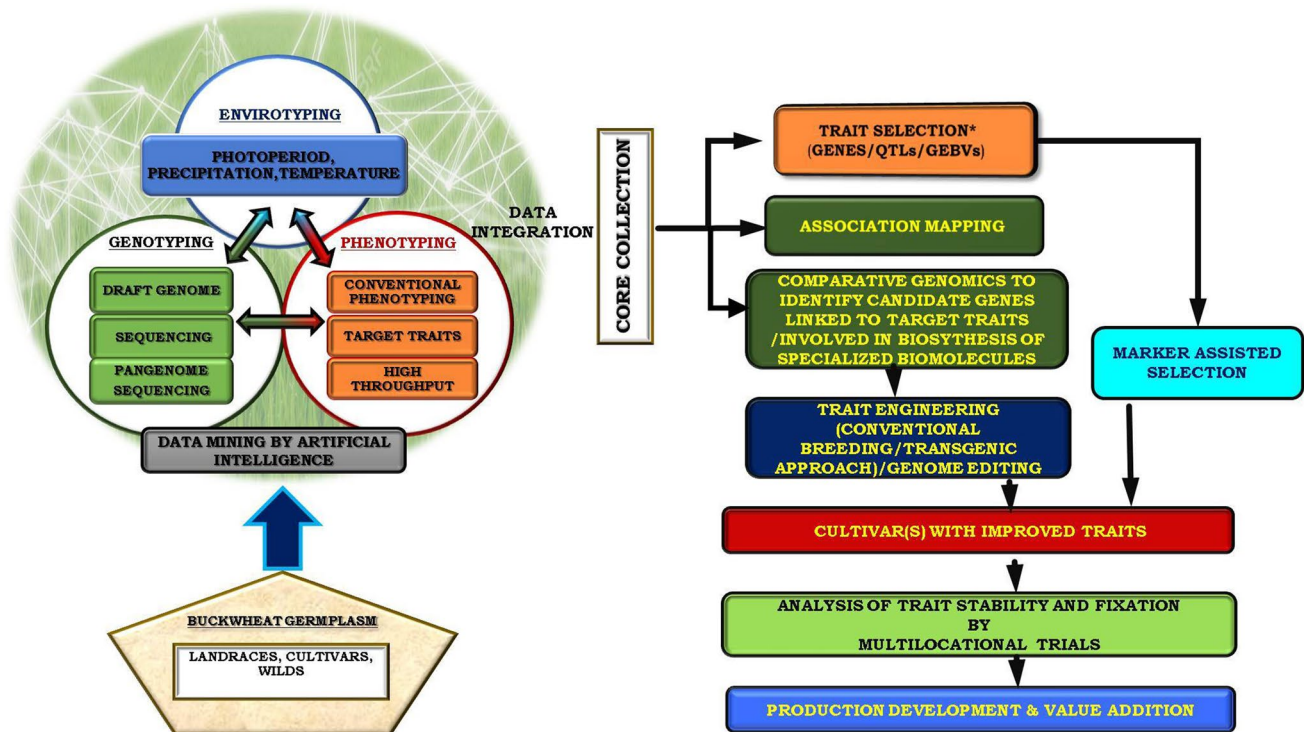 ENVIROTYPING
PHOTOPERIOD,
PRECIPITATION,TEMPERATURE
GENOTYPING
DRAFT GENOME
SEQUENCING
PANGENOME
SEQUENCING
PHENOTYPING
CONVENTIONAL
PHENOTYPING
TARGET TRAITS
HIGH
THROUGHPUT
DATA MINING BY ARTIFICIAL
INTELLIGENCE
BUCKWHEAT GERMPLASM
LANDRACES, CULTIVARS,
WILDS
DATA
INTEGRATION
CORE COLLECTION
TRAIT SELECTION*
(GENES/QTLs/GEBVs)
ASSOCIATION MAPPING
COMPARATIVE GENOMICS TO
IDENTIFY CANDIDATE GENES
LINKED TO TARGET TRAITS
/INVOLVED IN BIOSYTHESIS OF
SPECIALIZED BIOMOLECULES
MARKER ASSISTED
SELECTION
TRAIT ENGINEERING
(CONVENTIONAL
BREEDING/TRANSGENIC
APPROACH)/GENOME EDITING
CULTIVAR(S) WITH IMPROVED TRAITS
ANALYSIS OF TRAIT STABILITY AND FIXATION
BY
MULTILOCATIONAL TRIALS
PRODUCTION DEVELOPMENT & VALUE ADDITION